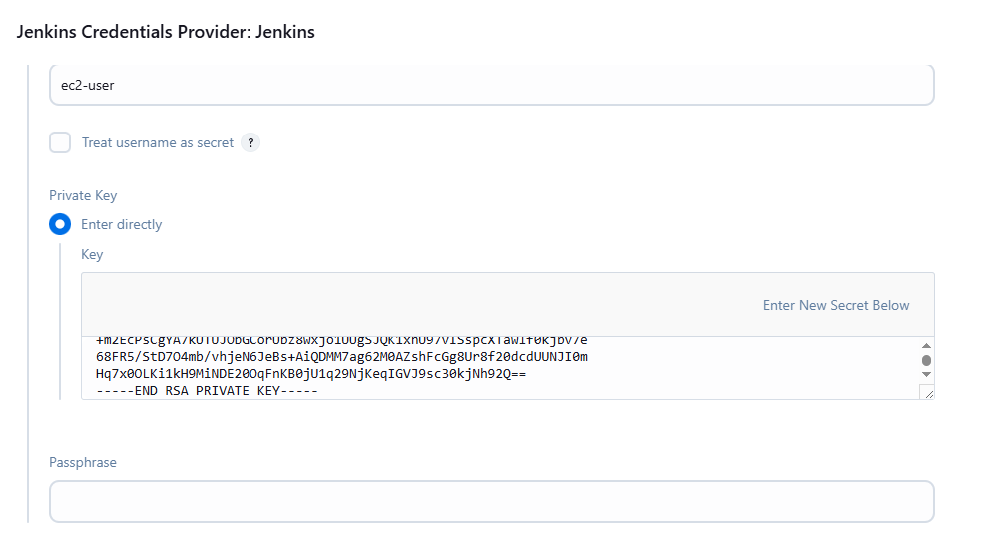 Jenkins Credentials Provider: Jenkins
ec2-user
Treat username as secret ?
Private Key
Enter directly
Key
Enter New Secret Below
68FR5/StD7O4mb/vhjeN6JeBs+AiQDMM7ag62M0AZshFcGg8Ur8f20dcdUUNJI0m
Hq7x0OLKi1kH9MiNDE20OqFnKB0jU1q29NjKeqIGVJ9sc30kjNh92Q==
-----END RSA PRIVATE KEY-----
Passphrase